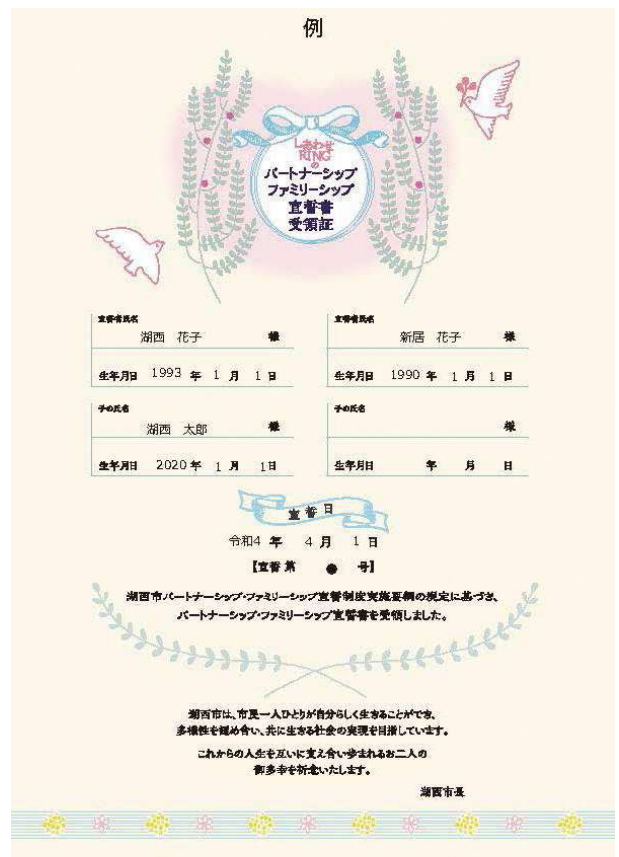 例
しあわせ
RING
の
パートナーシップ
ファミリーシップ
宣誓書
受領証
宣誓者氏名
湖西 花子 様
生年月日 1993 年 1 月 1 日
宣誓者氏名
新居 花子 様
生年月日 1990 年 1 月 1 日
子の氏名
湖西 太郎 様
生年月日 2020 年 1 月 1日
子の氏名
様
生年月日 年 月 日
宣誓日
令和4 年 4 月 1 日
【宣誓 第 ● 号】
湖西市パートナーシップ・ファミリーシップ宣誓制度実施要綱の規定に基づき、
パートナーシップ・ファミリーシップ宣誓書を受領しました。
湖西市は、市民一人ひとりが自分らしく生きることができ、
多様性を認め合い、共に生きる社会の実現を目指しています。
これからの人生を互いに支え合い歩まれるお二人の
御多幸を祈念いたします。
湖西市長